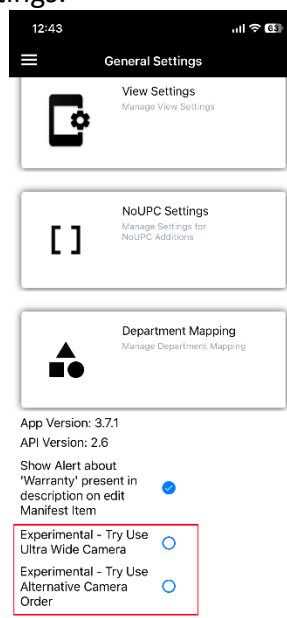 12:43
63
General Settings
View Settings
Manage View Settings
NoUPC Settings
Manage Settings for
NoUPC Additions
Department Mapping
Manage Department Mapping
App Version: 3.7.1
API Version: 2.6
Show Alert about
'Warranty' present in
description on edit
Manifest Item
Experimental - Try Use
Ultra Wide Camera
Experimental - Try Use
Alternative Camera
Order